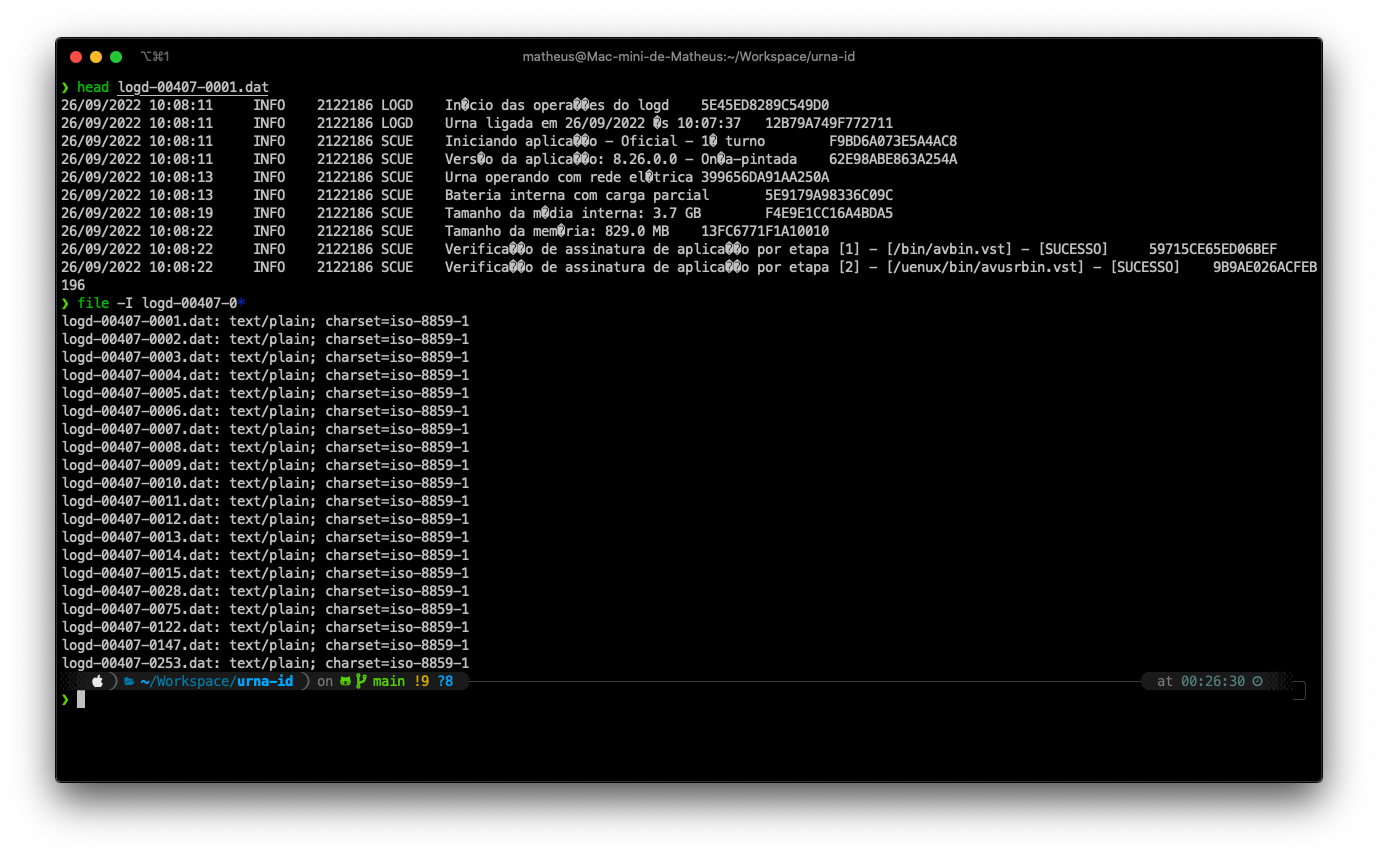 ⌥⌘1 matheus@Mac-mini-de-Matheus:~/Workspace/urna-id
❯ head logd-00407-0001.dat
26/09/2022 10:08:11 INFO 2122186 LOGD In�cio das opera��es do logd 5E45ED8289C549D0
26/09/2022 10:08:11 INFO 2122186 LOGD Urna ligada em 26/09/2022 �s 10:07:37 12B79A749F772711
26/09/2022 10:08:11 INFO 2122186 SCUE Iniciando aplica��o - Oficial - 1� turno F9BD6A073E5A4AC8
26/09/2022 10:08:11 INFO 2122186 SCUE Vers�o da aplica��o: 8.26.0.0 - On�a-pintada 62E98ABE863A254A
26/09/2022 10:08:13 INFO 2122186 SCUE Urna operando com rede el�trica 399656DA91AA250A
26/09/2022 10:08:13 INFO 2122186 SCUE Bateria interna com carga parcial 5E9179A98336C09C
26/09/2022 10:08:19 INFO 2122186 SCUE Tamanho da m�dia interna: 3.7 GB F4E9E1CC16A4BDA5
26/09/2022 10:08:22 INFO 2122186 SCUE Tamanho da mem�ria: 829.0 MB 13FC6771F1A10010
26/09/2022 10:08:22 INFO 2122186 SCUE Verifica��o de assinatura de aplica��o por etapa [1] - [/bin/avbin.vst] - [SUCESSO] 59715CE65ED06BEF
26/09/2022 10:08:22 INFO 2122186 SCUE Verifica��o de assinatura de aplica��o por etapa [2] - [/uenux/bin/avusrbin.vst] - [SUCESSO] 9B9AE026ACFEB
196
❯ file -I logd-00407-0*
logd-00407-0001.dat: text/plain; charset=iso-8859-1
logd-00407-0002.dat: text/plain; charset=iso-8859-1
logd-00407-0003.dat: text/plain; charset=iso-8859-1
logd-00407-0004.dat: text/plain; charset=iso-8859-1
logd-00407-0005.dat: text/plain; charset=iso-8859-1
logd-00407-0006.dat: text/plain; charset=iso-8859-1
logd-00407-0007.dat: text/plain; charset=iso-8859-1
logd-00407-0008.dat: text/plain; charset=iso-8859-1
logd-00407-0009.dat: text/plain; charset=iso-8859-1
logd-00407-0010.dat: text/plain; charset=iso-8859-1
logd-00407-0011.dat: text/plain; charset=iso-8859-1
logd-00407-0012.dat: text/plain; charset=iso-8859-1
logd-00407-0013.dat: text/plain; charset=iso-8859-1
logd-00407-0014.dat: text/plain; charset=iso-8859-1
logd-00407-0015.dat: text/plain; charset=iso-8859-1
logd-00407-0028.dat: text/plain; charset=iso-8859-1
logd-00407-0075.dat: text/plain; charset=iso-8859-1
logd-00407-0122.dat: text/plain; charset=iso-8859-1
logd-00407-0147.dat: text/plain; charset=iso-8859-1
logd-00407-0253.dat: text/plain; charset=iso-8859-1
~/Workspace/urna-id on main !9 ?8 at 00:26:30
❯